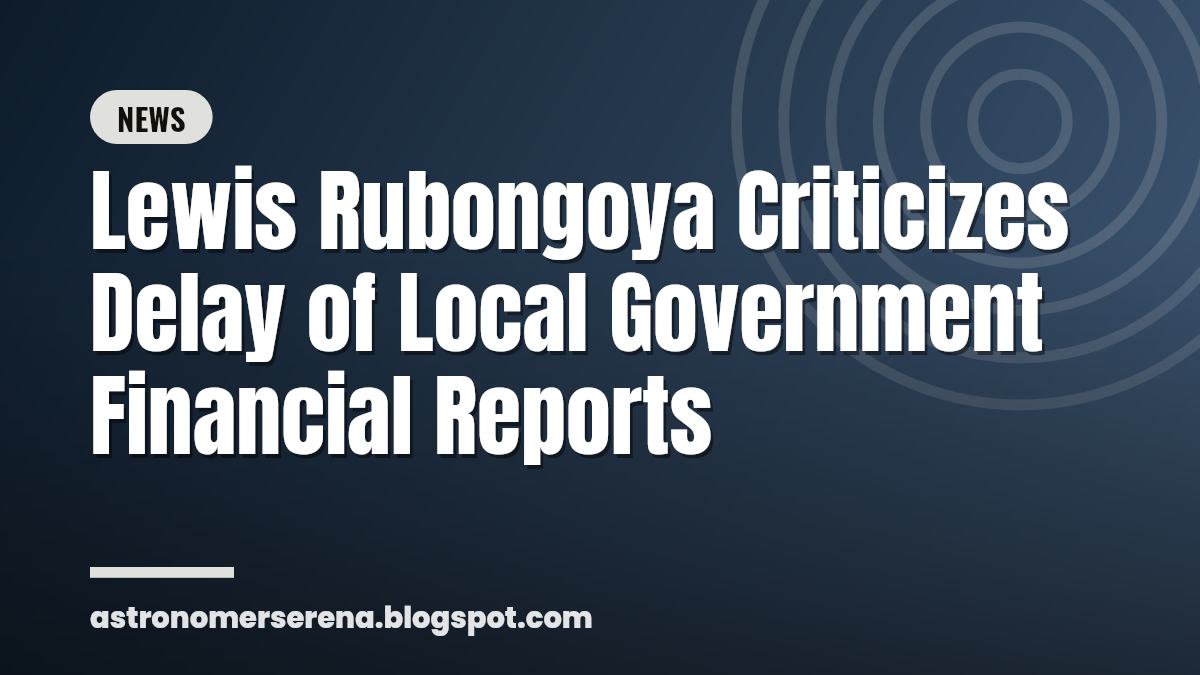 NEWS
Lewis Rubongoya Criticizes
Delay of Local Government
Financial Reports
astronomerserena.blogspot.com